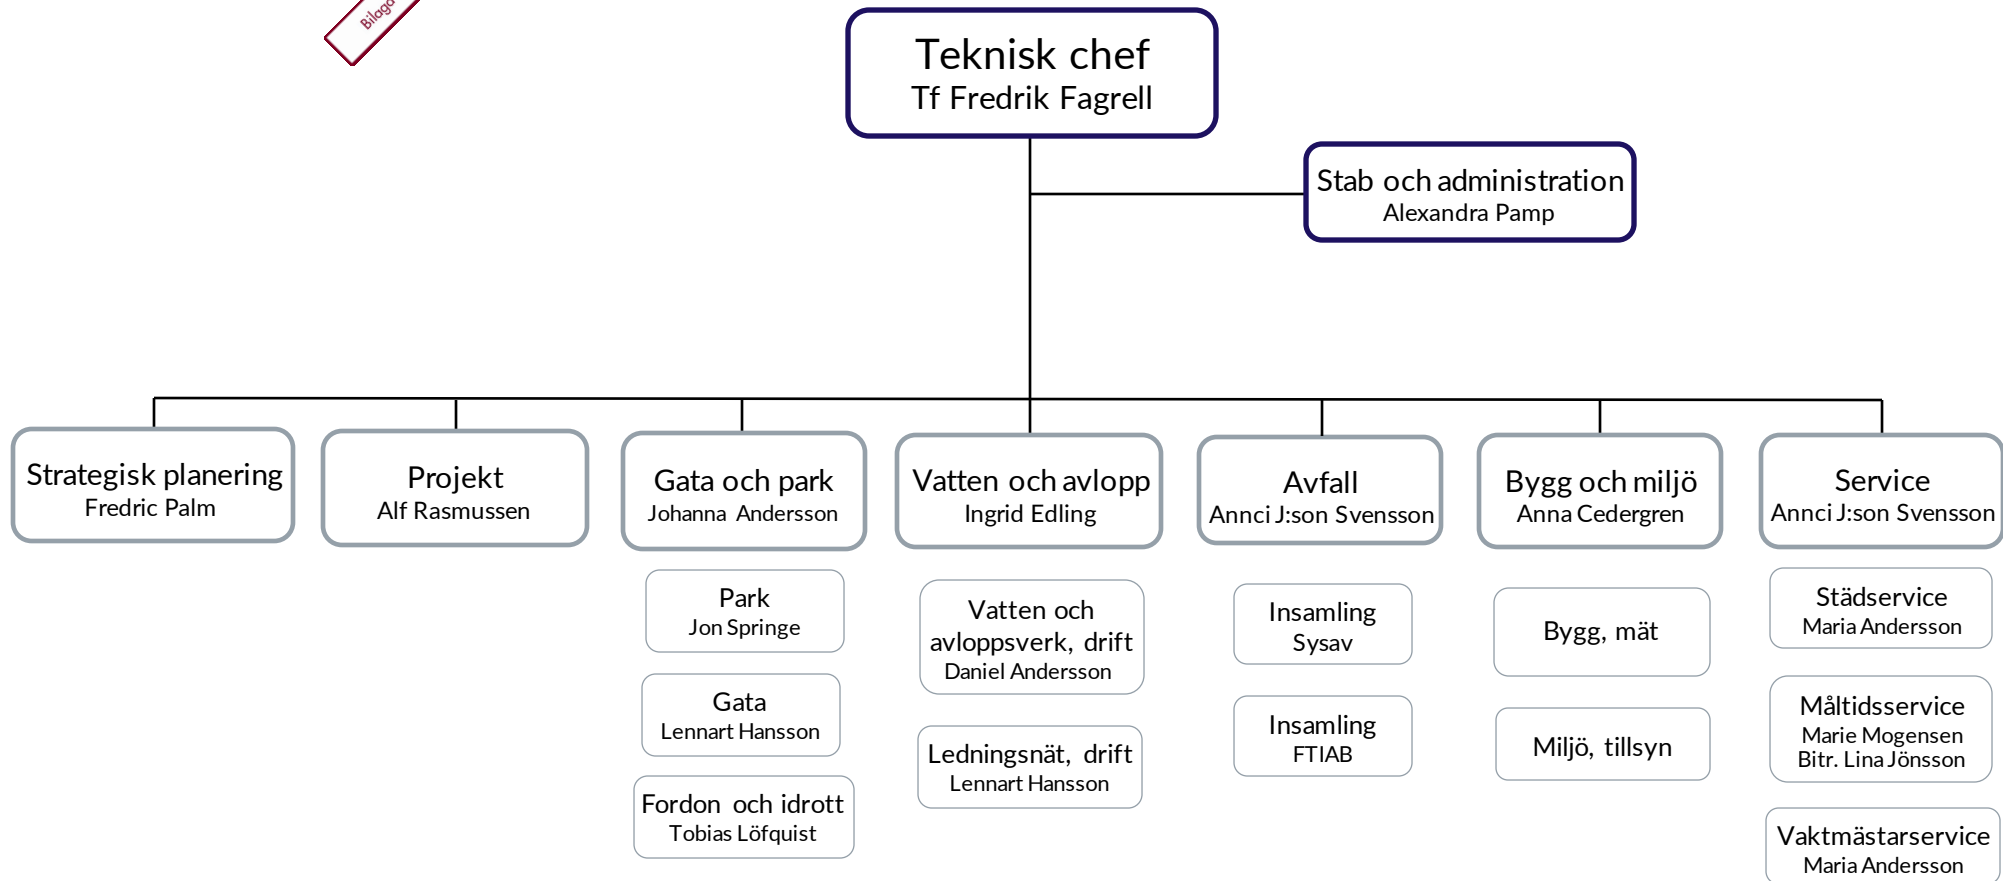 Bilaga
Teknisk chef
Tf Fredrik Fagrell
Stab och administration
Alexandra Pamp
Strategisk planering
Fredric Palm
Projekt
Alf Rasmussen
Gata och park
Johanna Andersson
Vatten och avlopp
Ingrid Edling
Avfall
Annci J:son Svensson
Bygg och miljö
Anna Cedergren
Service
Annci J:son Svensson
Park
Jon Springe
Gata
Lennart Hansson
Fordon och idrott
Tobias Löfquist
Vatten och
avloppsverk, drift
Daniel Andersson
Ledningsnät, drift
Lennart Hansson
Insamling
Sysav
Insamling
FTIAB
Bygg, mät
Miljö, tillsyn
Städservice
Maria Andersson
Måltidsservice
Marie Mogensen
Bitr. Lina Jönsson
Vaktmästarservice
Maria Andersson